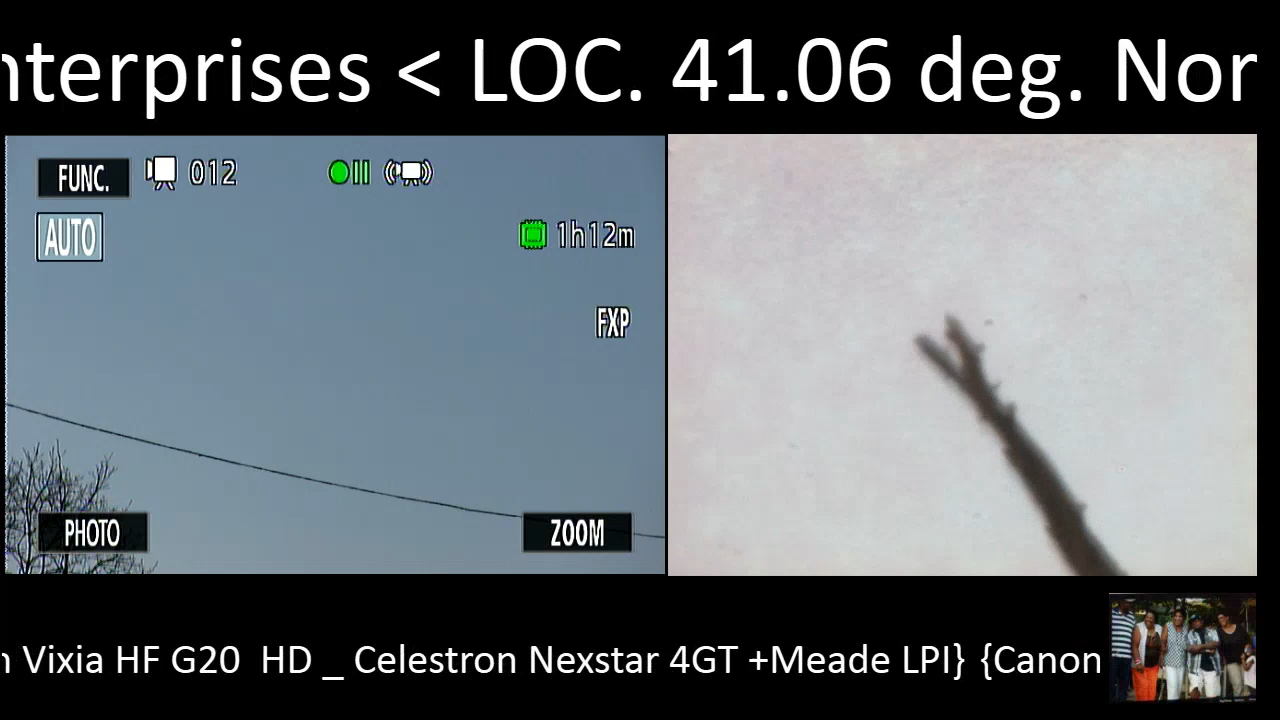 nterprises < LOC. 41.06 deg. Nor
FUNC. 012
AUTO
1h12m
FXP
PHOTO ZOOM
n Vixia HF G20  HD _ Celestron Nexstar 4GT +Meade LPI} {Canon